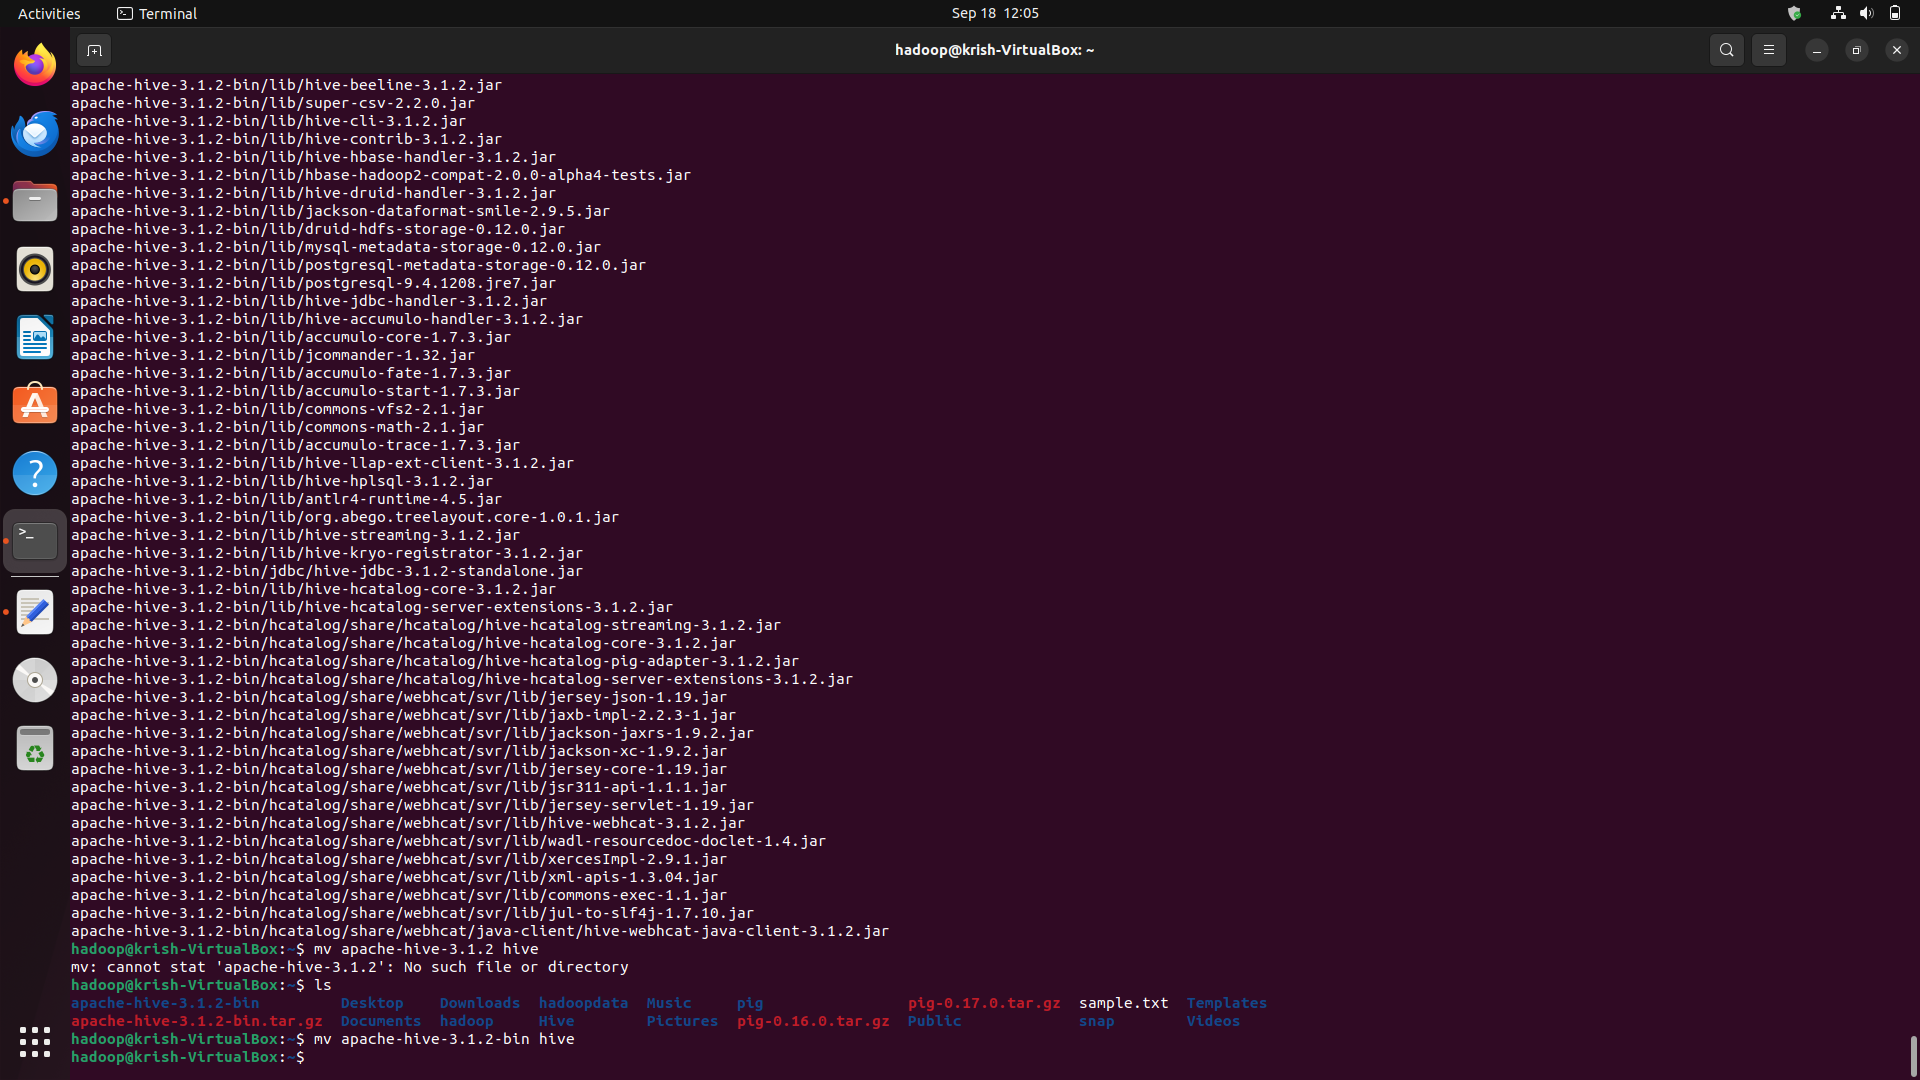 Activities
Terminal
Sep 18 12:05
hadoop@krish-VirtualBox: ~
apache-hive-3.1.2-bin/lib/hive-beeline-3.1.2.jar
apache-hive-3.1.2-bin/lib/super-csv-2.2.0.jar
apache-hive-3.1.2-bin/lib/hive-cli-3.1.2.jar
apache-hive-3.1.2-bin/lib/hive-contrib-3.1.2.jar
apache-hive-3.1.2-bin/lib/hive-hbase-handler-3.1.2.jar
apache-hive-3.1.2-bin/lib/hbase-hadoop2-compat-2.0.0-alpha4-tests.jar
apache-hive-3.1.2-bin/lib/hive-druid-handler-3.1.2.jar
apache-hive-3.1.2-bin/lib/jackson-dataformat-smile-2.9.5.jar
apache-hive-3.1.2-bin/lib/druid-hdfs-storage-0.12.0.jar
apache-hive-3.1.2-bin/lib/mysql-metadata-storage-0.12.0.jar
apache-hive-3.1.2-bin/lib/postgresql-metadata-storage-0.12.0.jar
apache-hive-3.1.2-bin/lib/postgresql-9.4.1208.jre7.jar
apache-hive-3.1.2-bin/lib/hive-jdbc-handler-3.1.2.jar
apache-hive-3.1.2-bin/lib/hive-accumulo-handler-3.1.2.jar
apache-hive-3.1.2-bin/lib/accumulo-core-1.7.3.jar
apache-hive-3.1.2-bin/lib/jcommander-1.32.jar
apache-hive-3.1.2-bin/lib/accumulo-fate-1.7.3.jar
apache-hive-3.1.2-bin/lib/accumulo-start-1.7.3.jar
apache-hive-3.1.2-bin/lib/commons-vfs2-2.1.jar
apache-hive-3.1.2-bin/lib/commons-math-2.1.jar
apache-hive-3.1.2-bin/lib/accumulo-trace-1.7.3.jar
apache-hive-3.1.2-bin/lib/hive-llap-ext-client-3.1.2.jar
apache-hive-3.1.2-bin/lib/hive-hplsql-3.1.2.jar
apache-hive-3.1.2-bin/lib/antlr4-runtime-4.5.jar
apache-hive-3.1.2-bin/lib/org.abego.treelayout.core-1.0.1.jar
apache-hive-3.1.2-bin/lib/hive-streaming-3.1.2.jar
apache-hive-3.1.2-bin/lib/hive-kryo-registrator-3.1.2.jar
apache-hive-3.1.2-bin/jdbc/hive-jdbc-3.1.2-standalone.jar
apache-hive-3.1.2-bin/lib/hive-hcatalog-core-3.1.2.jar
apache-hive-3.1.2-bin/lib/hive-hcatalog-server-extensions-3.1.2.jar
apache-hive-3.1.2-bin/hcatalog/share/hcatalog/hive-hcatalog-streaming-3.1.2.jar
apache-hive-3.1.2-bin/hcatalog/share/hcatalog/hive-hcatalog-core-3.1.2.jar
apache-hive-3.1.2-bin/hcatalog/share/hcatalog/hive-hcatalog-pig-adapter-3.1.2.jar
apache-hive-3.1.2-bin/hcatalog/share/hcatalog/hive-hcatalog-server-extensions-3.1.2.jar
apache-hive-3.1.2-bin/hcatalog/share/webhcat/svr/lib/jersey-json-1.19.jar
apache-hive-3.1.2-bin/hcatalog/share/webhcat/svr/lib/jaxb-impl-2.2.3-1.jar
apache-hive-3.1.2-bin/hcatalog/share/webhcat/svr/lib/jackson-jaxrs-1.9.2.jar
apache-hive-3.1.2-bin/hcatalog/share/webhcat/svr/lib/jackson-xc-1.9.2.jar
apache-hive-3.1.2-bin/hcatalog/share/webhcat/svr/lib/jersey-core-1.19.jar
apache-hive-3.1.2-bin/hcatalog/share/webhcat/svr/lib/jsr311-api-1.1.1.jar
apache-hive-3.1.2-bin/hcatalog/share/webhcat/svr/lib/jersey-servlet-1.19.jar
apache-hive-3.1.2-bin/hcatalog/share/webhcat/svr/lib/hive-webhcat-3.1.2.jar
apache-hive-3.1.2-bin/hcatalog/share/webhcat/svr/lib/wadl-resourcedoc-doclet-1.4.jar
apache-hive-3.1.2-bin/hcatalog/share/webhcat/svr/lib/xercesImpl-2.9.1.jar
apache-hive-3.1.2-bin/hcatalog/share/webhcat/svr/lib/xml-apis-1.3.04.jar
apache-hive-3.1.2-bin/hcatalog/share/webhcat/svr/lib/commons-exec-1.1.jar
apache-hive-3.1.2-bin/hcatalog/share/webhcat/svr/lib/jul-to-slf4j-1.7.10.jar
apache-hive-3.1.2-bin/hcatalog/share/webhcat/java-client/hive-webhcat-java-client-3.1.2.jar
hadoop@krish-VirtualBox:~$ mv apache-hive-3.1.2 hive
mv: cannot stat 'apache-hive-3.1.2': No such file or directory
hadoop@krish-VirtualBox:~$ ls
apache-hive-3.1.2-bin Desktop Downloads hadoopdata Music pig pig-0.17.0.tar.gz sample.txt Templates
apache-hive-3.1.2-bin.tar.gz Documents hadoop Hive Pictures pig-0.16.0.tar.gz Public snap Videos
hadoop@krish-VirtualBox:~$ mv apache-hive-3.1.2-bin hive
hadoop@krish-VirtualBox:~$